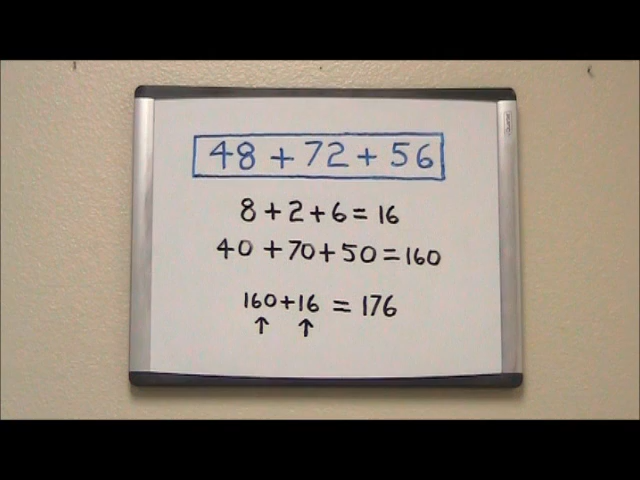 48 + 72 + 56
8 + 2 + 6 = 16
40 + 70 + 50 = 160
160 + 16 = 176
↑ ↑